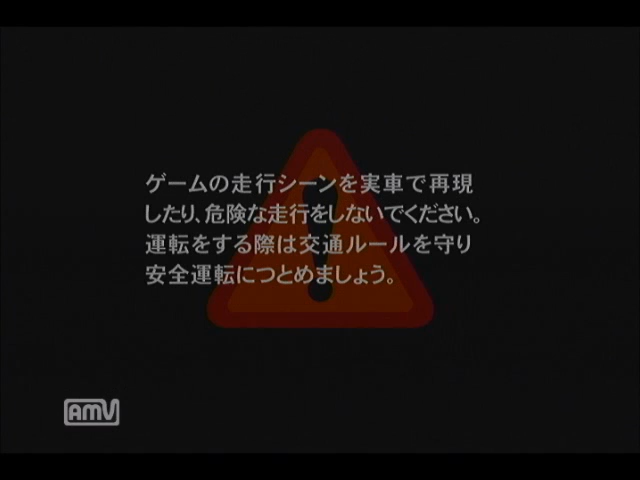 ゲームの走行シーンを実車で再現
したり、危険な走行をしないでください。
運転をする際は交通ルールを守り
安全運転につとめましょう。
AMV